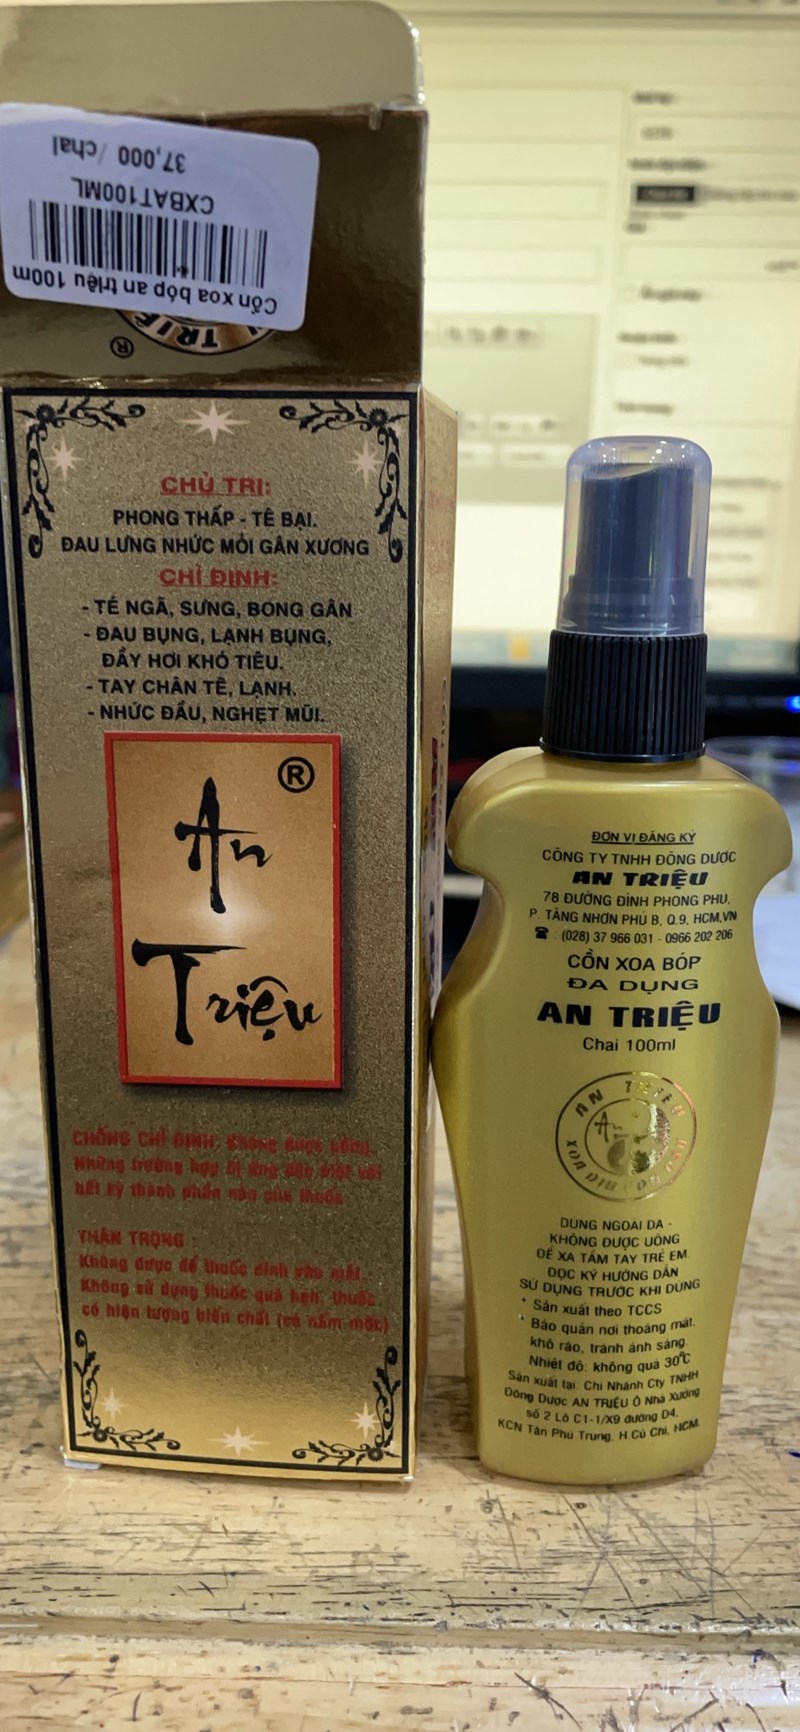 37,000 / chai
CXBAT100ML
Cồn xoa bóp an triệu 100m
TRIỆ
®
CHỦ TRỊ:
PHONG THẤP - TÊ BẠI.
ĐAU LƯNG NHỨC MỎI GÂN XƯƠNG
CHỈ ĐỊNH:
- TÉ NGÃ, SƯNG, BONG GÂN
- ĐAU BỤNG, LẠNH BỤNG,
ĐẦY HƠI KHÓ TIÊU.
- TAY CHÂN TÊ, LẠNH.
- NHỨC ĐẦU, NGHẸT MŨI.
®
An
Triệu
CHỐNG CHỈ ĐỊNH: Không được uống.
Những trường hợp dị ứng đặc biệt với
bất kỳ thành phần nào của thuốc
THẬN TRỌNG :
Không được để thuốc dính vào mắt.
Không sử dụng thuốc quá hạn, thuốc
có hiện tượng biến chất (có nấm mốc)
ĐƠN VỊ ĐĂNG KÝ
CÔNG TY TNHH ĐÔNG DƯỢC
AN TRIỆU
78 ĐƯỜNG ĐÌNH PHONG PHÚ,
P. TĂNG NHƠN PHÚ B, Q.9, HCM,VN
☎ : (028) 37 966 031 - 0966 202 206
CỒN XOA BÓP
ĐA DỤNG
AN TRIỆU
Chai 100ml
AN TRIỆU
An
XOA DỊU CƠN ĐAU
DÙNG NGOÀI DA -
KHÔNG ĐƯỢC UỐNG
ĐỂ XA TẦM TAY TRẺ EM.
ĐỌC KỸ HƯỚNG DẪN
SỬ DỤNG TRƯỚC KHI DÙNG
* Sản xuất theo TCCS
* Bảo quản nơi thoáng mát,
khô ráo, tránh ánh sáng.
Nhiệt độ: không quá 30°C
Sản xuất tại: Chi Nhánh Cty TNHH
Đông Dược AN TRIỆU Ô Nhà Xưởng
số 2 Lô C1-1/X9 đường D4,
KCN Tân Phú Trung, H Củ Chi, HCM.